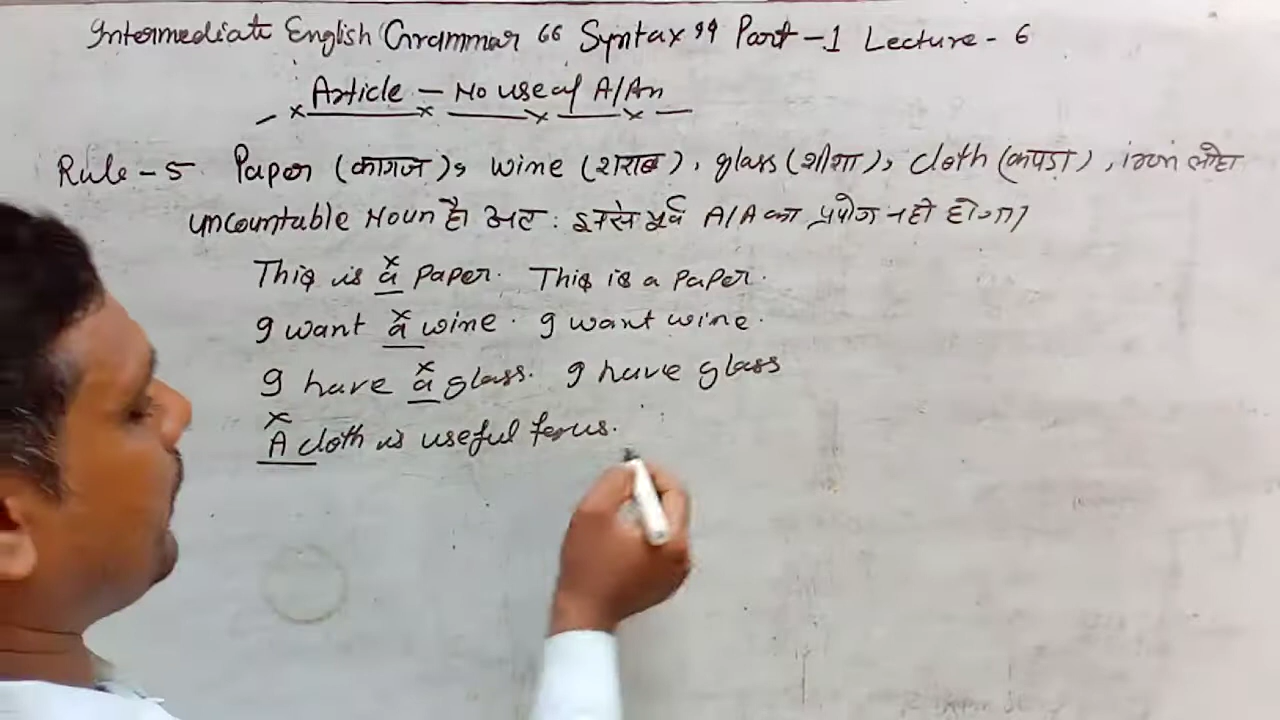 Intermediate English Grammar 66 Syntax 99 Part-1 Lecture - 6
Article - No use of A/An
Rule - 5 Paper (कागज), wine (शराब), glass (शीशा), cloth (कपड़ा), iron लोहा
uncountable Noun है। अतः इनसे पूर्व A/A का प्रयोग नही होगा
This is a paper. This is a paper.
I want a wine. I want wine.
I have a glass. I have glass
A cloth is useful for us.